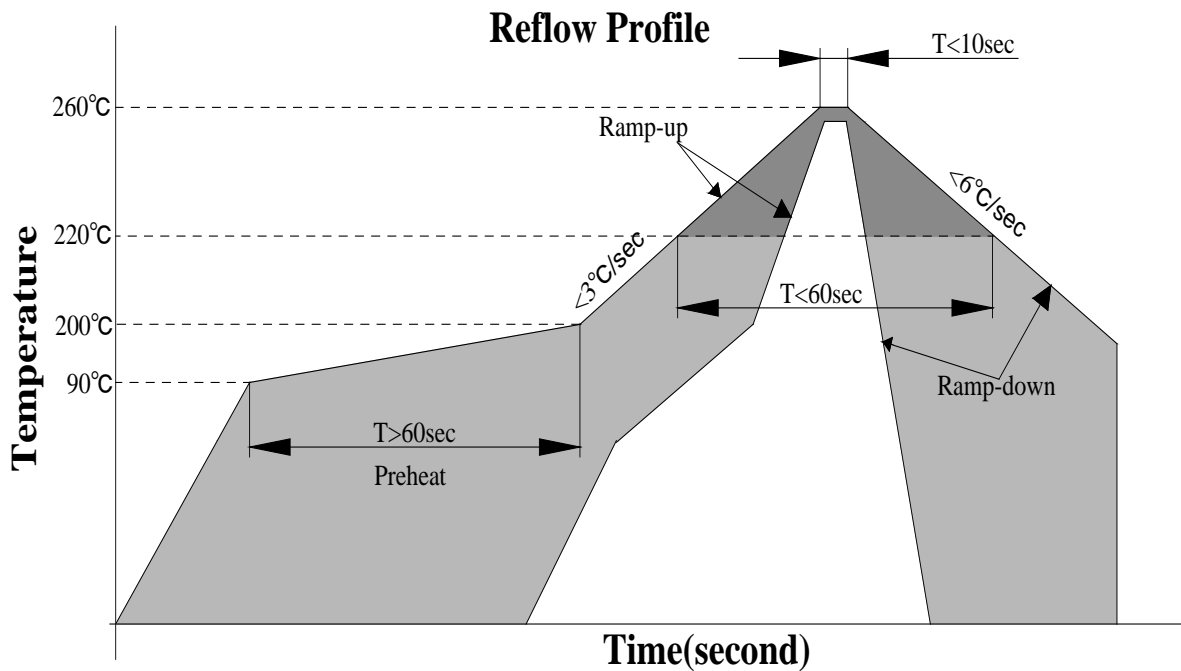 Reflow Profile
T<10sec
260℃
Ramp-up
<6℃/sec
220℃
<3℃/sec
T<60sec
200℃
90℃
Ramp-down
T>60sec
Preheat
Temperature
Time(second)